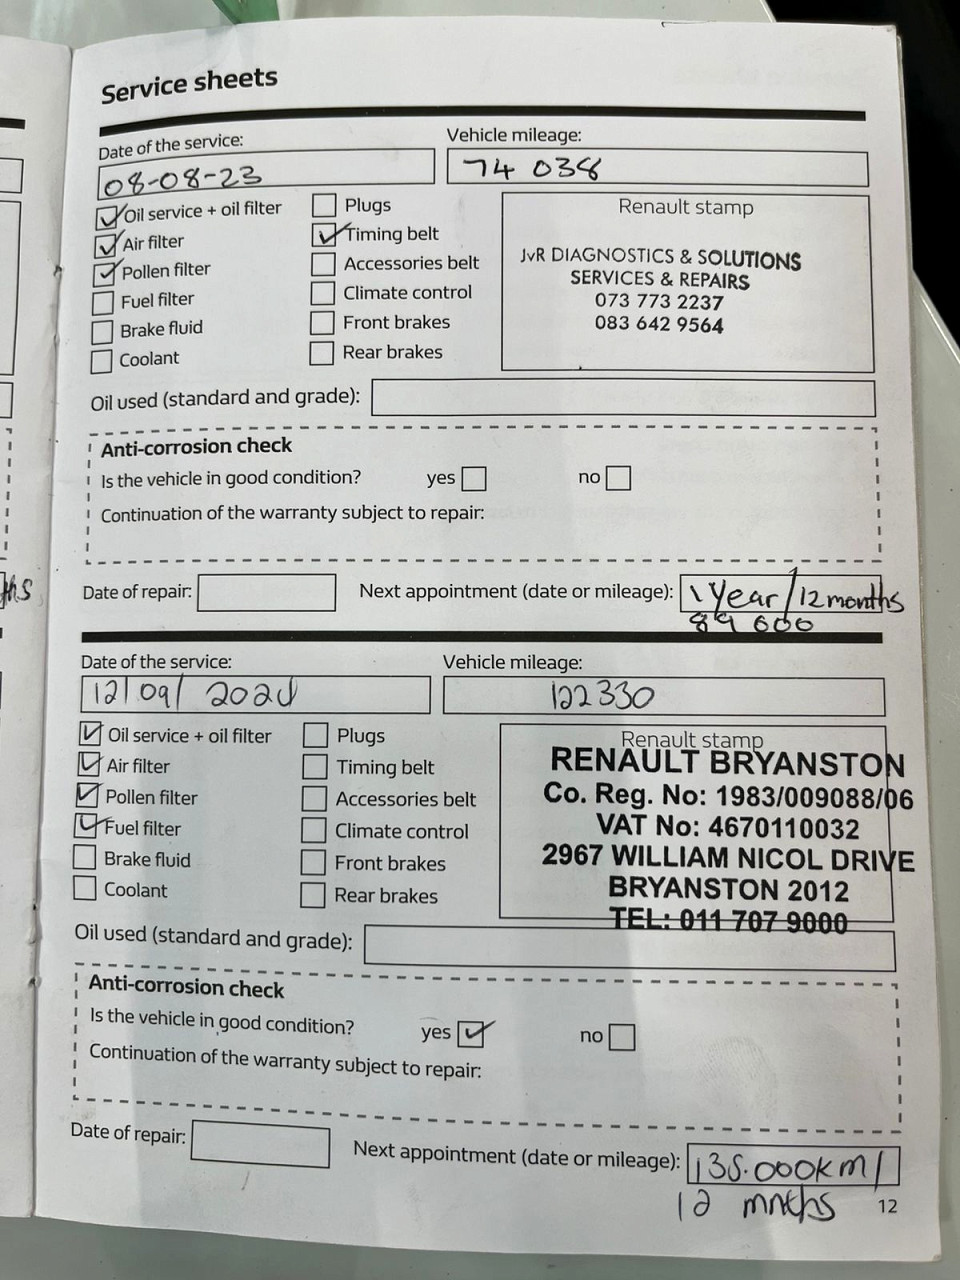 Service sheets
Date of the service: Vehicle mileage:
08-08-23 74 038
Oil service + oil filter Plugs Renault stamp
Air filter Timing belt
Pollen filter Accessories belt
Fuel filter Climate control
Brake fluid Front brakes
Coolant Rear brakes
JvR DIAGNOSTICS & SOLUTIONS
SERVICES & REPAIRS
073 773 2237
083 642 9564
Oil used (standard and grade):
Anti-corrosion check
Is the vehicle in good condition? yes no
Continuation of the warranty subject to repair:
Date of repair: Next appointment (date or mileage): 1 Year/12 months
89 000
Date of the service: Vehicle mileage:
12/09/2024 122330
Oil service + oil filter Plugs Renault stamp
Air filter Timing belt
Pollen filter Accessories belt
Fuel filter Climate control
Brake fluid Front brakes
Coolant Rear brakes
RENAULT BRYANSTON
Co. Reg. No: 1983/009088/06
VAT No: 4670110032
2967 WILLIAM NICOL DRIVE
BRYANSTON 2012
TEL: 011 707 9000
Oil used (standard and grade):
Anti-corrosion check
Is the vehicle in good condition? yes no
Continuation of the warranty subject to repair:
Date of repair: Next appointment (date or mileage): 135.000km/
12 mnths
12